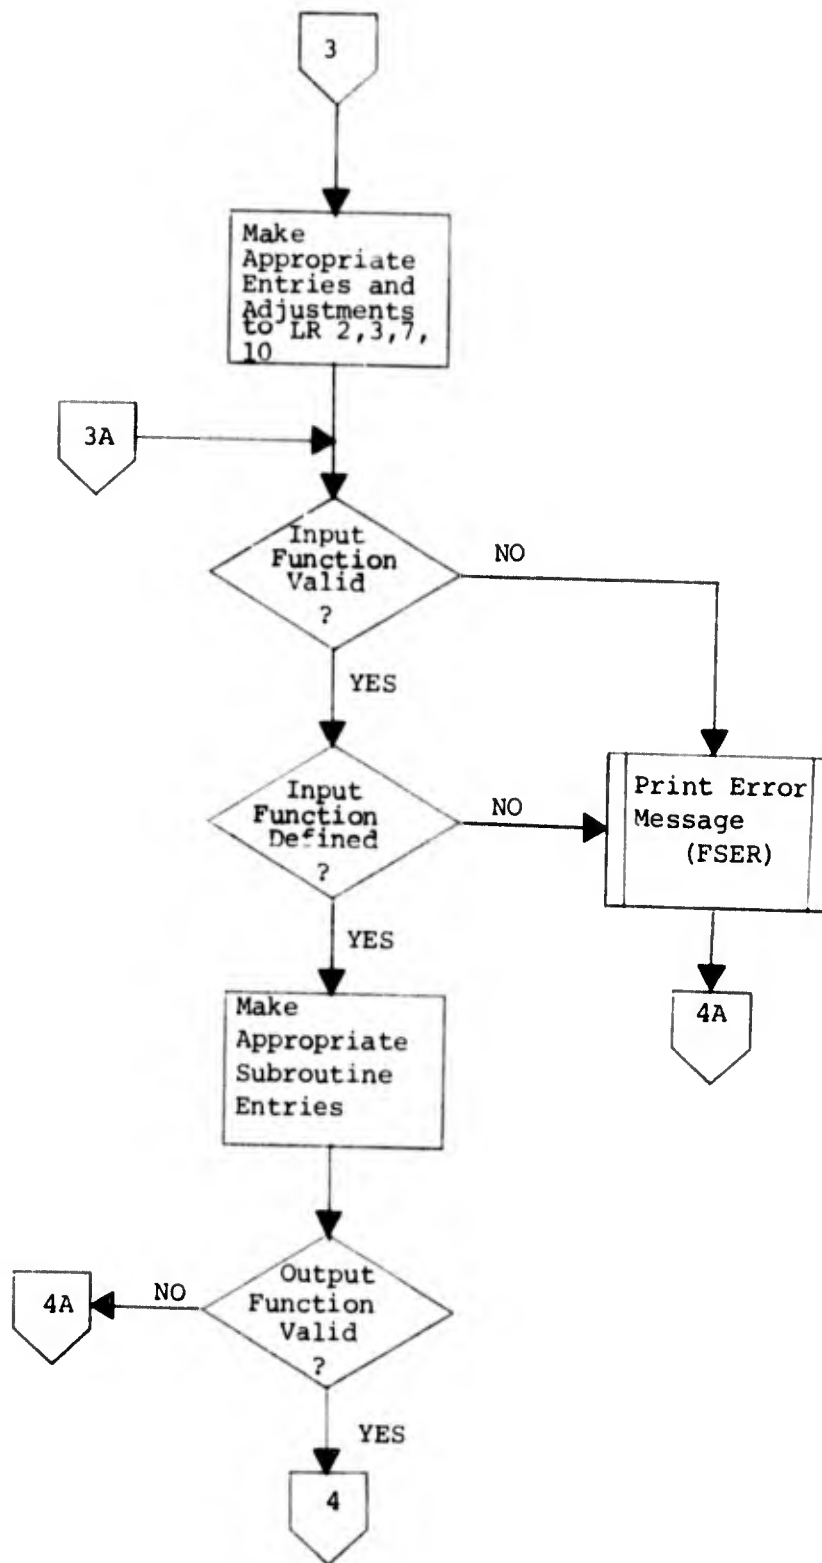 3
Make
Appropriate
Entries and
Adjustments
to LR 2,3,7,
10
3A
Input
Function
Valid
?
NO
YES
Input
Function
Defined
?
NO
Print Error
Message
(FSER)
YES
4A
Make
Appropriate
Subroutine
Entries
Output
Function
Valid
?
NO
4A
YES
4